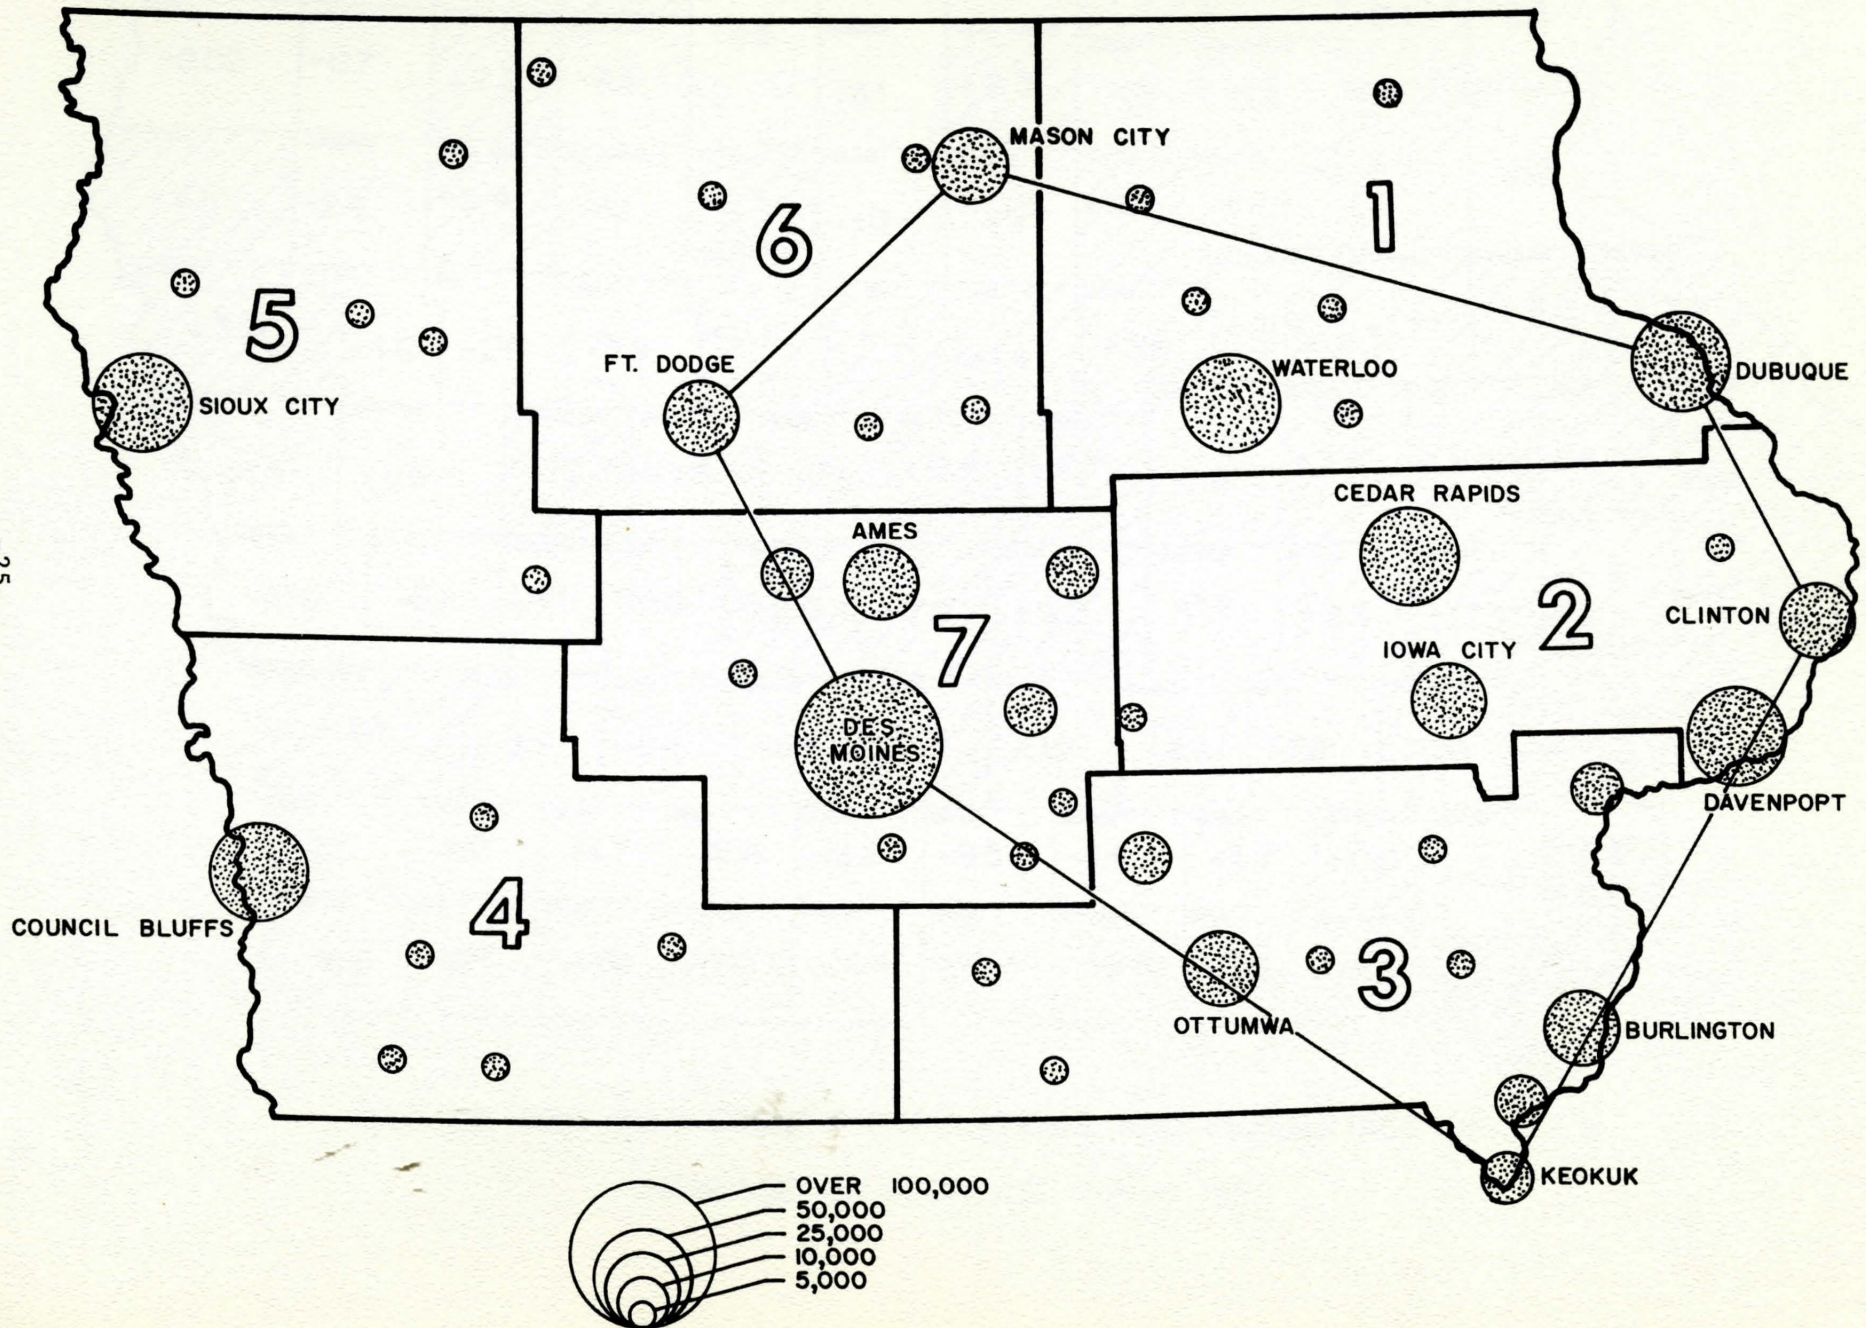 MASON CITY
1
6
5
FT. DODGE
WATERLOO
DUBUQUE
SIOUX CITY
CEDAR RAPIDS
AMES
25
2
CLINTON
7
IOWA CITY
DES
MOINES
DAVENPOPT
4
COUNCIL BLUFFS
3
OTTUMWA
BURLINGTON
KEOKUK
OVER 100,000
50,000
25,000
10,000
5,000